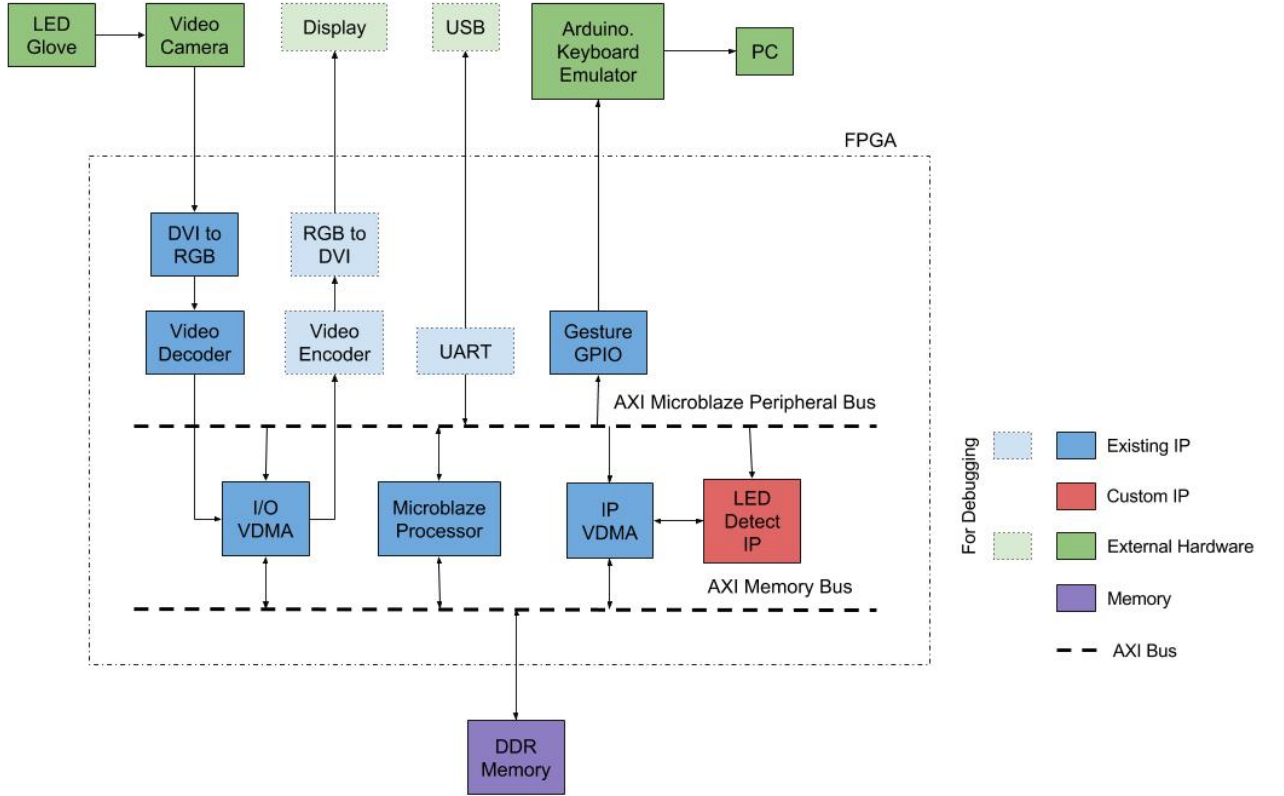 LED
Glove
Video
Camera
Display
USB
Arduino.
Keyboard
Emulator
PC
FPGA
DVI to
RGB
RGB to
DVI
Video
Decoder
Video
Encoder
UART
Gesture
GPIO
AXI Microblaze Peripheral Bus
I/O
VDMA
Microblaze
Processor
IP
VDMA
LED
Detect
IP
AXI Memory Bus
DDR
Memory
For Debugging
Existing IP
Custom IP
External Hardware
Memory
AXI Bus